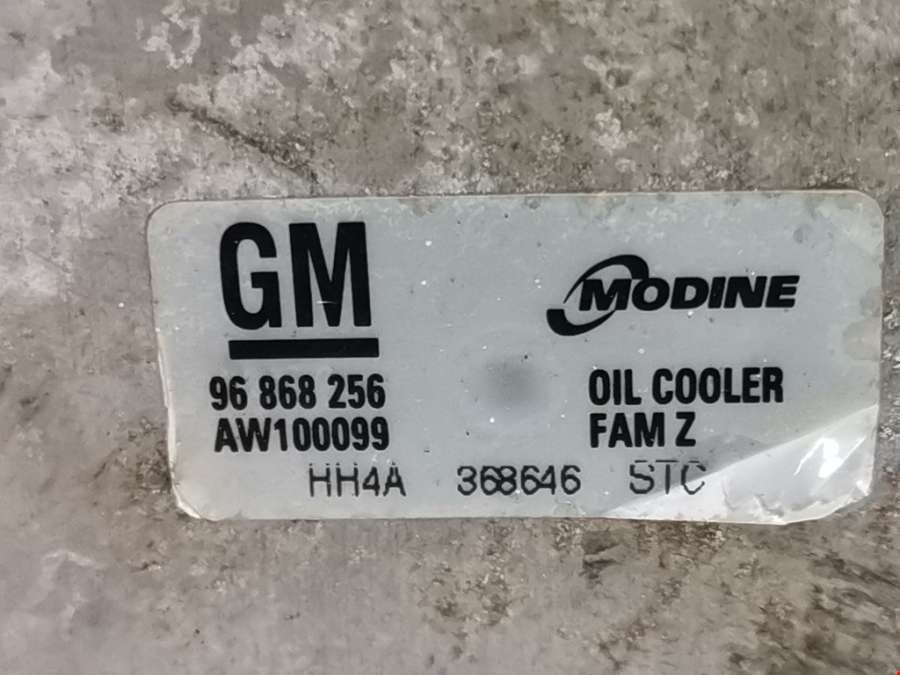 GM
MODINE
96 868 256
OIL COOLER
AW100099
FAM Z
HH4A 368646 STC